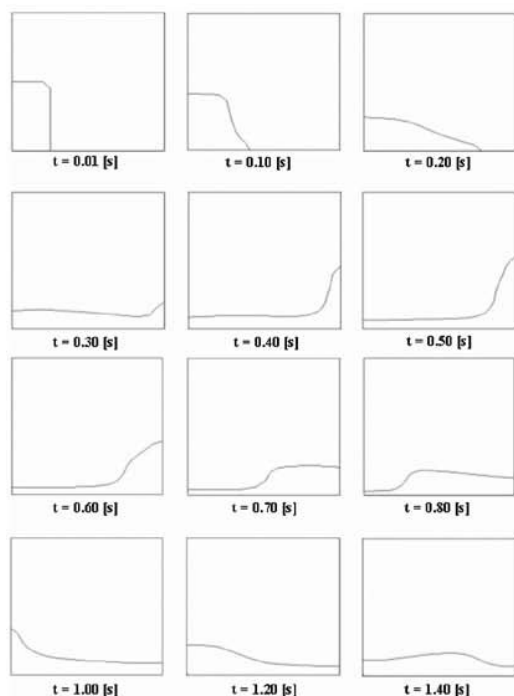 t = 0.01 [s]
t = 0.10 [s]
t = 0.20 [s]
t = 0.30 [s]
t = 0.40 [s]
t = 0.50 [s]
t = 0.60 [s]
t = 0.70 [s]
t = 0.80 [s]
t = 1.00 [s]
t = 1.20 [s]
t = 1.40 [s]